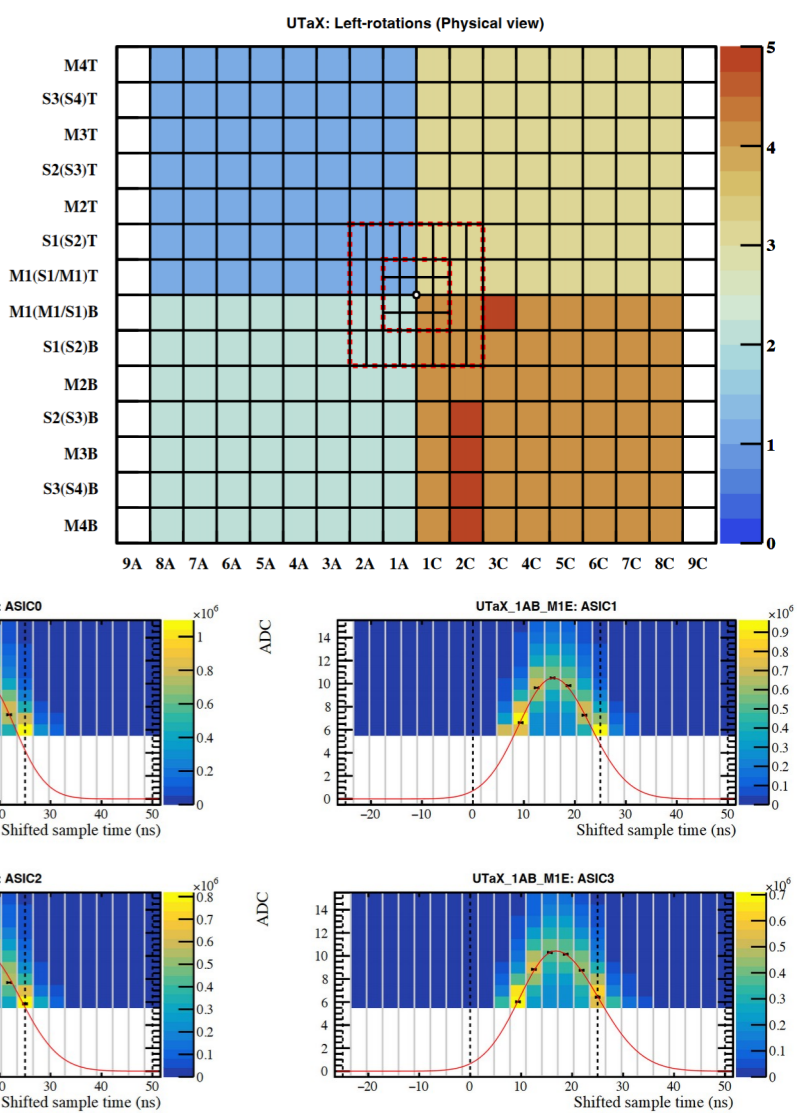 UTaX: Left-rotations (Physical view)
M4T
S3(S4)T
M3T
S2(S3)T
M2T
S1(S2)T
M1(S1/M1)T
M1(M1/S1)B
S1(S2)B
M2B
S2(S3)B
M3B
S3(S4)B
M4B
5
4
3
2
1
0
9A 8A 7A 6A 5A 4A 3A 2A 1A 1C 2C 3C 4C 5C 6C 7C 8C 9C
: ASIC0
×10⁶
1
0.8
0.6
0.4
0.2
0
0 10 20 30 40 50
Shifted sample time (ns)
UTaX_1AB_M1E: ASIC1
ADC
14
12
10
8
6
4
2
0
×10⁶
0.9
0.8
0.7
0.6
0.5
0.4
0.3
0.2
0.1
0
−20 −10 0 10 20 30 40 50
Shifted sample time (ns)
: ASIC2
×10⁶
0.8
0.7
0.6
0.5
0.4
0.3
0.2
0.1
0
0 30 40 50
Shifted sample time (ns)
UTaX_1AB_M1E: ASIC3
ADC
14
12
10
8
6
4
2
0
×10⁶
0.7
0.6
0.5
0.4
0.3
0.2
0.1
0
−20 −10 0 10 20 30 40 50
Shifted sample time (ns)